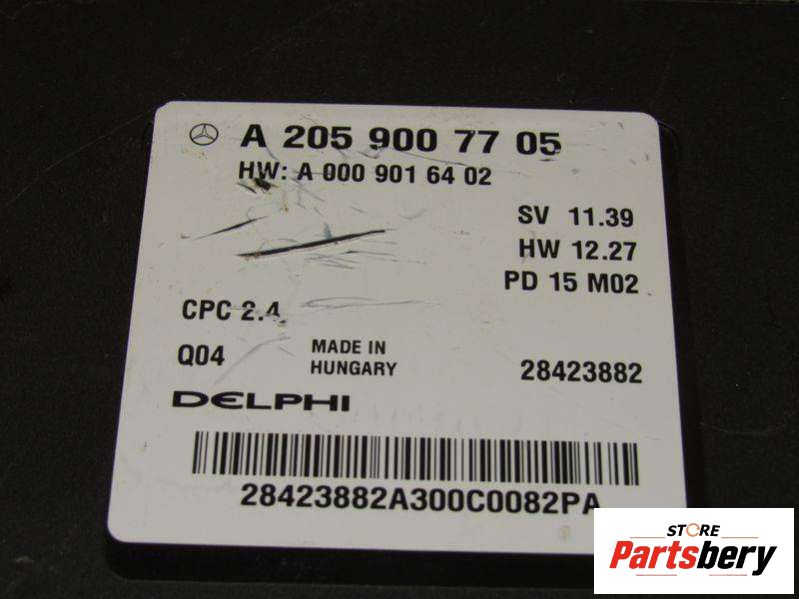 A 205 900 77 05
HW: A 000 901 64 02
SV 11.39
HW 12.27
PD 15 M02
CPC 2.4
Q04
MADE IN
HUNGARY
28423882
DELPHI
28423882A300C0082PA
STORE
Partsbery